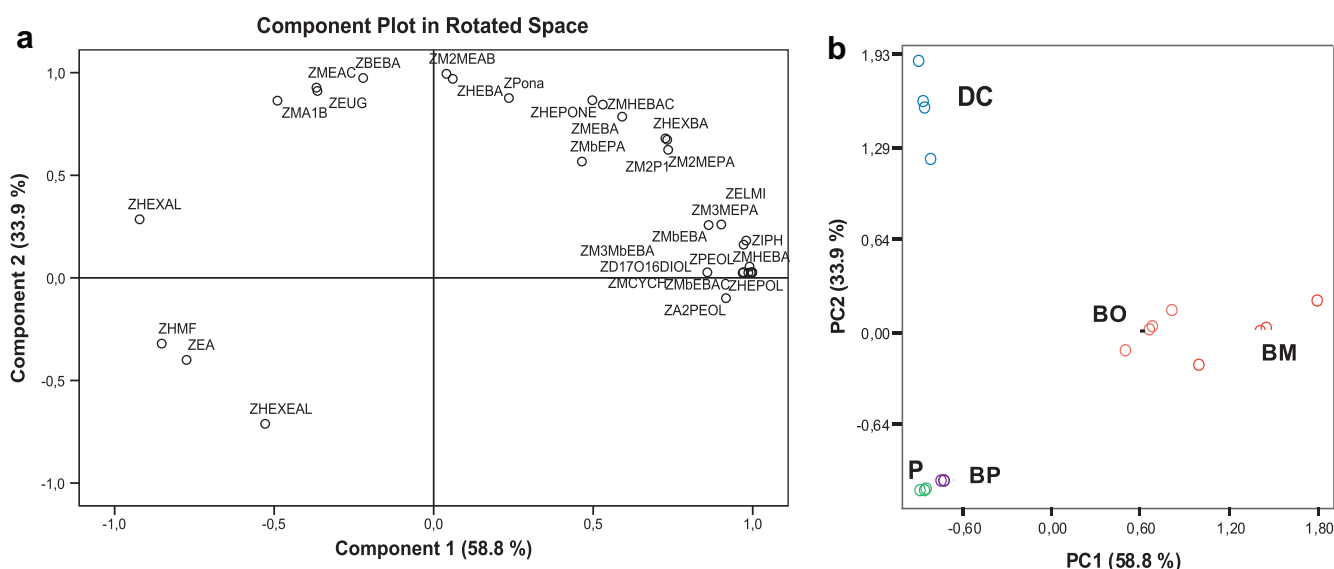 a
Component Plot in Rotated Space
Component 2 (33.9 %)
1,0
0,5
0,0
-0,5
-1,0
ZM2MEAB
ZBEBA
ZMEAC
ZHEBA
ZPona
ZEUG
ZMA1B
ZHEPONE
ZMHEBAC
ZMEBA
ZHEXBA
ZMbEPA
ZM2P1
ZM2MEPA
ZHEXAL
ZELMI
ZM3MEPA
ZMbEBA
ZIPH
ZM3MbEBA
ZPEOL
ZMHEBA
ZD17O16DIOL
ZMCYCH
ZMbEBAC
ZHEPOL
ZA2PEOL
ZHMF
ZEA
ZHEXEAL
-1,0
-0,5
0,0
0,5
1,0
Component 1 (58.8 %)
b
PC2 (33.9 %)
1,93
1,29
0,64
0,00
-0,64
DC
BO
BM
P
BP
-0,60
0,00
0,60
1,20
1,80
PC1 (58.8 %)